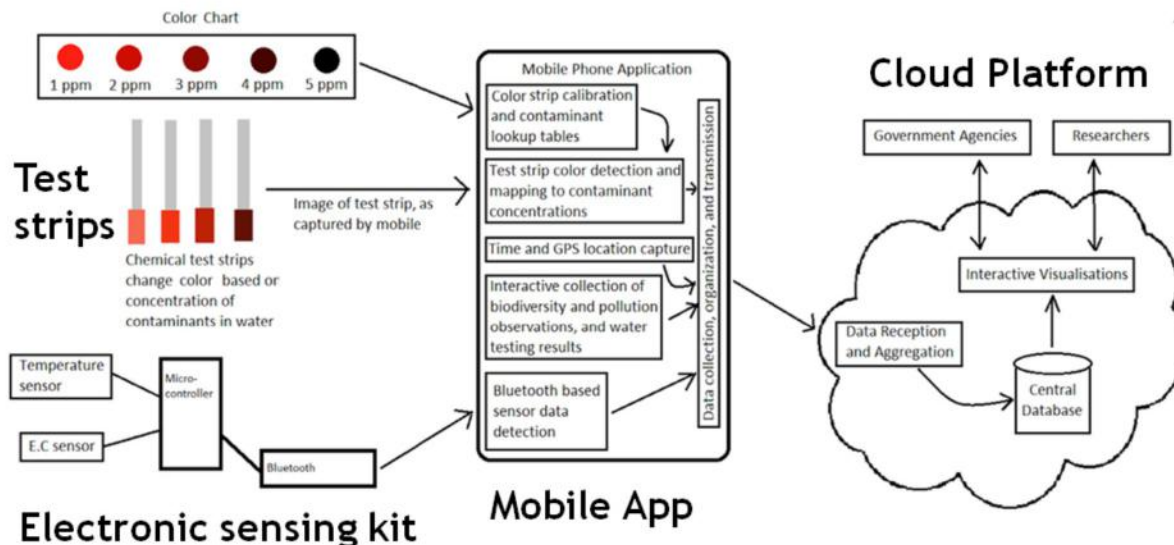 Color Chart
1 ppm 2 ppm 3 ppm 4 ppm 5 ppm
Test
strips
Image of test strip, as
captured by mobile
Chemical test strips
change color based or
concentration of
contaminants in water
Temperature
sensor
E.C sensor
Micro-
controller
Bluetooth
Electronic sensing kit
Mobile Phone Application
Color strip calibration
and contaminant
lookup tables
Test strip color detection and
mapping to contaminant
concentrations
Time and GPS location capture
Interactive collection of
biodiversity and pollution
observations, and water
testing results
Bluetooth based
sensor data
detection
Data collection, organization, and transmission
Mobile App
Cloud Platform
Government Agencies
Researchers
Interactive Visualisations
Data Reception
and Aggregation
Central
Database